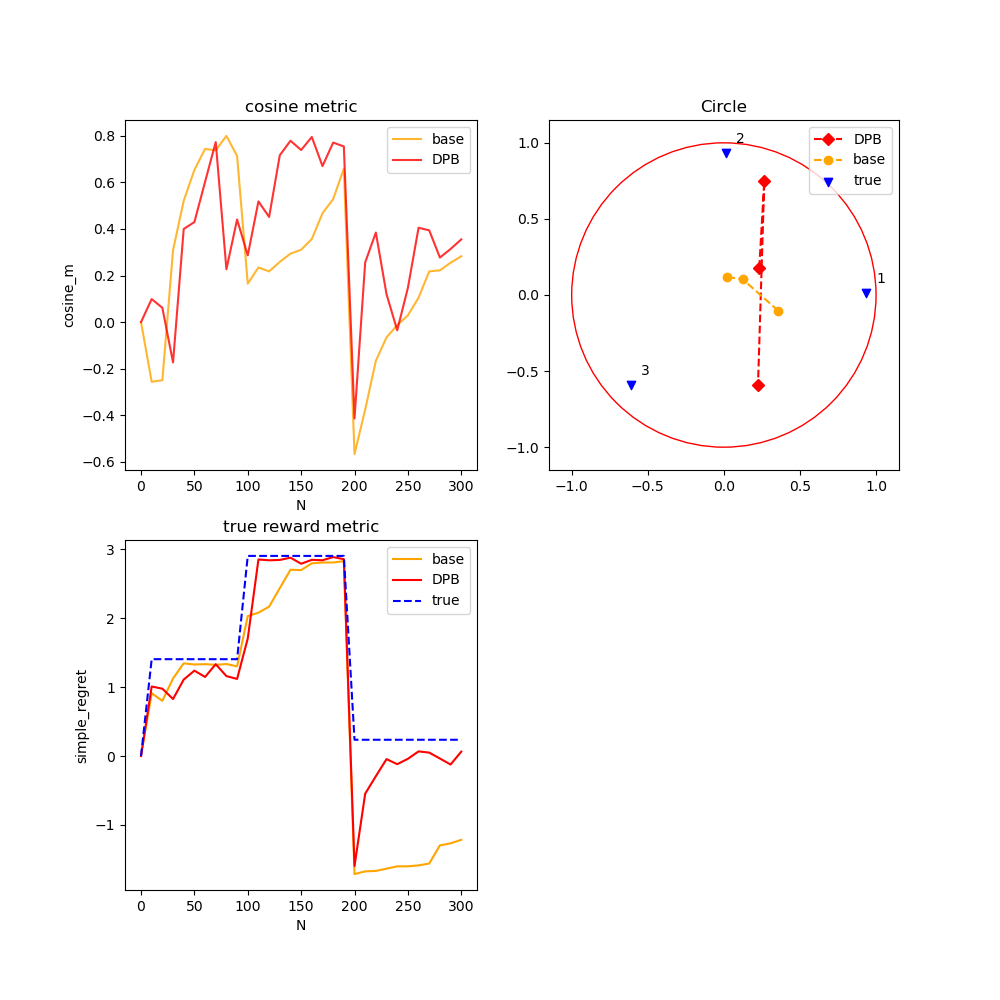 cosine metric
base
DPB
0.8
0.6
0.4
0.2
0.0
−0.2
−0.4
−0.6
cosine_m
0 50 100 150 200 250 300
N
Circle
DPB
base
true
1.0
0.5
0.0
−0.5
−1.0
2
1
3
−1.0 −0.5 0.0 0.5 1.0
true reward metric
base
DPB
true
3
2
1
0
−1
simple_regret
0 50 100 150 200 250 300
N